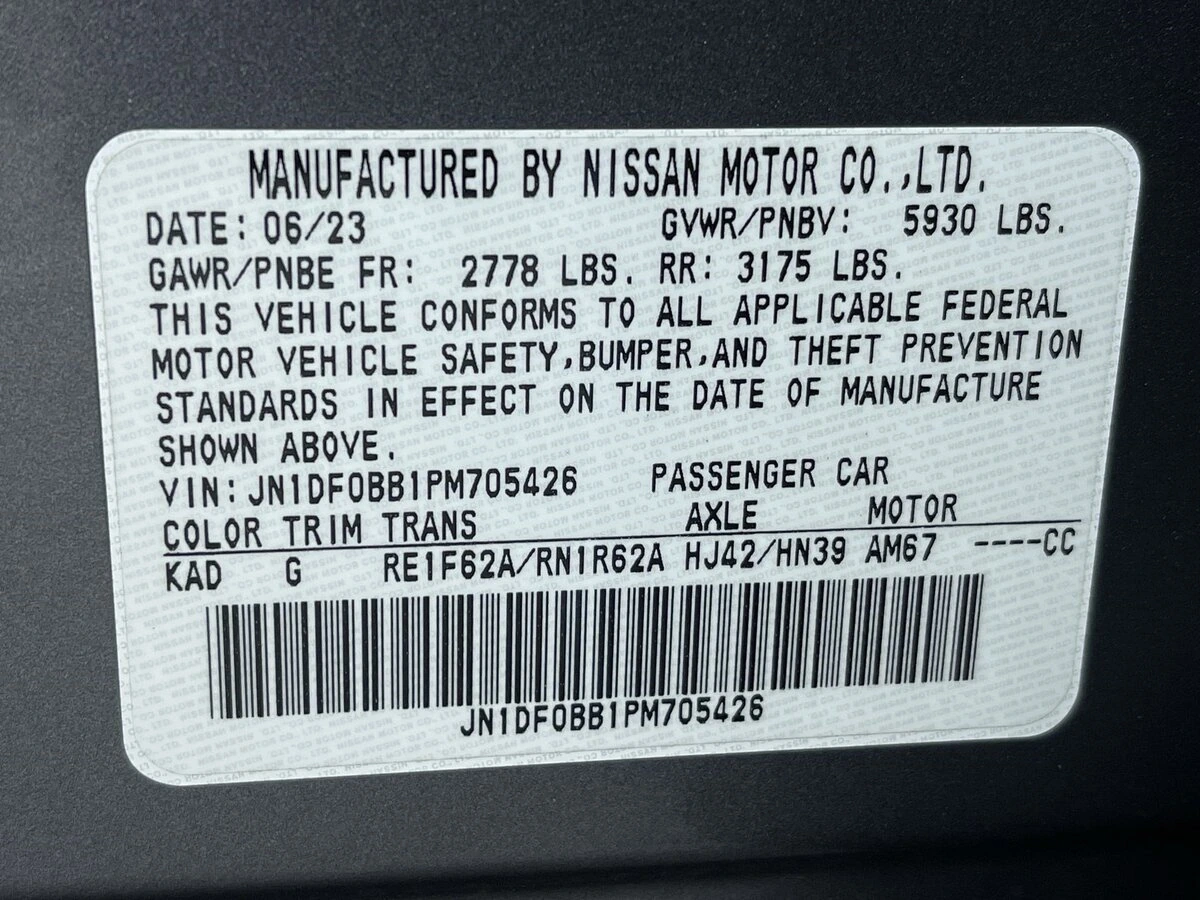 MANUFACTURED BY NISSAN MOTOR CO.,LTD.
DATE: 06/23 GVWR/PNBV: 5930 LBS.
GAWR/PNBE FR: 2778 LBS. RR: 3175 LBS.
THIS VEHICLE CONFORMS TO ALL APPLICABLE FEDERAL
MOTOR VEHICLE SAFETY,BUMPER,AND THEFT PREVENTION
STANDARDS IN EFFECT ON THE DATE OF MANUFACTURE
SHOWN ABOVE.
VIN: JN1DF0BB1PM705426 PASSENGER CAR
COLOR TRIM TRANS AXLE MOTOR
KAD G RE1F62A/RN1R62A HJ42/HN39 AM67 ----CC
JN1DF0BB1PM705426